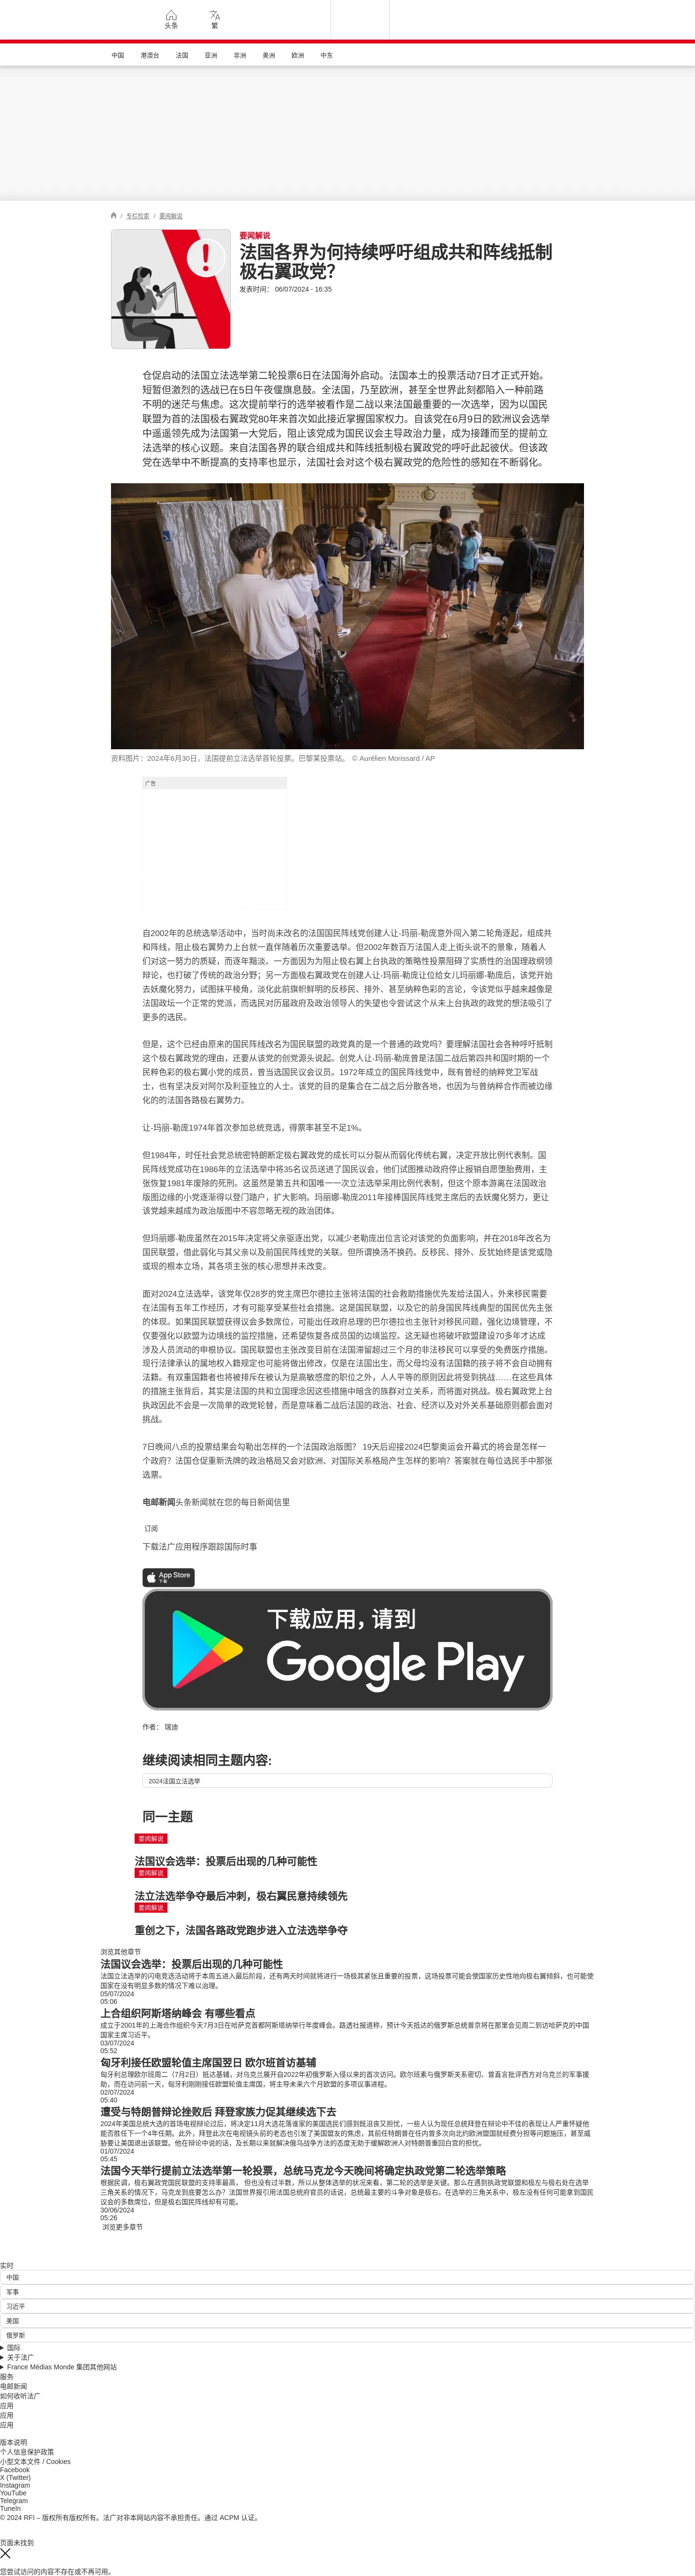 头条
繁
中国 港澳台 法国 亚洲 非洲 美洲 欧洲 中东
/ 专栏检索 / 要闻解说
要闻解说
法国各界为何持续呼吁组成共和阵线抵制
极右翼政党？
发表时间： 06/07/2024 - 16:35
仓促启动的法国立法选举第二轮投票6日在法国海外启动。法国本土的投票活动7日才正式开始。
短暂但激烈的选战已在5日午夜偃旗息鼓。全法国，乃至欧洲，甚至全世界此刻都陷入一种前路
不明的迷茫与焦虑。这次提前举行的选举被看作是二战以来法国最重要的一次选举，因为以国民
联盟为首的法国极右翼政党80年来首次如此接近掌握国家权力。自该党在6月9日的欧洲议会选举
中遥遥领先成为法国第一大党后，阻止该党成为国民议会主导政治力量，成为接踵而至的提前立
法选举的核心议题。来自法国各界的联合组成共和阵线抵制极右翼政党的呼吁此起彼伏。但该政
党在选举中不断提高的支持率也显示，法国社会对这个极右翼政党的危险性的感知在不断弱化。
资料图片：2024年6月30日，法国提前立法选举首轮投票。巴黎某投票站。 © Aurélien Morissard / AP
广告
自2002年的总统选举活动中，当时尚未改名的法国国民阵线党创建人让-玛丽-勒庞意外闯入第二轮角逐起，组成共
和阵线，阻止极右翼势力上台就一直伴随着历次重要选举。但2002年数百万法国人走上街头说不的景象，随着人
们对这一努力的质疑，而逐年黯淡。一方面因为为阻止极右翼上台执政的策略性投票阻碍了实质性的治国理政纲领
辩论，也打破了传统的政治分野；另一方面极右翼政党在创建人让-玛丽-勒庞让位给女儿玛丽娜-勒庞后，该党开始
去妖魔化努力，试图抹平棱角，淡化此前旗帜鲜明的反移民、排外、甚至纳粹色彩的言论，令该党似乎越来越像是
法国政坛一个正常的党派，而选民对历届政府及政治领导人的失望也令尝试这个从未上台执政的政党的想法吸引了
更多的选民。
但是，这个已经由原来的国民阵线改名为国民联盟的政党真的是一个普通的政党吗？要理解法国社会各种呼吁抵制
这个极右翼政党的理由，还要从该党的创党源头说起。创党人让-玛丽-勒庞曾是法国二战后第四共和国时期的一个
民粹色彩的极右翼小党的成员，曾当选国民议会议员。1972年成立的国民阵线党中，既有曾经的纳粹党卫军战
士，也有坚决反对阿尔及利亚独立的人士。该党的目的是集合在二战之后分散各地，也因为与曾纳粹合作而被边缘
化的的法国各路极右翼势力。
让-玛丽-勒庞1974年首次参加总统竞选，得票率甚至不足1%。
但1984年，时任社会党总统密特朗断定极右翼政党的成长可以分裂从而弱化传统右翼，决定开放比例代表制。国
民阵线党成功在1986年的立法选举中将35名议员送进了国民议会，他们试图推动政府停止报销自愿堕胎费用，主
张恢复1981年废除的死刑。这虽然是第五共和国唯一一次立法选举采用比例代表制，但这个原本游离在法国政治
版图边缘的小党逐渐得以登门踏户，扩大影响。玛丽娜-勒庞2011年接棒国民阵线党主席后的去妖魔化努力，更让
该党越来越成为政治版图中不容忽略无视的政治团体。
但玛丽娜-勒庞虽然在2015年决定将父亲驱逐出党，以减少老勒庞出位言论对该党的负面影响，并在2018年改名为
国民联盟，借此弱化与其父亲以及前国民阵线党的关联。但所谓换汤不换药。反移民、排外、反犹始终是该党或隐
或现的根本立场，其各项主张的核心思想并未改变。
面对2024立法选举，该党年仅28岁的党主席巴尔德拉主张将法国的社会救助措施优先发给法国人，外来移民需要
在法国有五年工作经历，才有可能享受某些社会措施。这是国民联盟，以及它的前身国民阵线典型的国民优先主张
的体现。如果国民联盟获得议会多数席位，可能出任政府总理的巴尔德拉也主张针对移民问题，强化边境管理，不
仅要强化以欧盟为边境线的监控措施，还希望恢复各成员国的边境监控。这无疑也将破坏欧盟建设70多年才达成
涉及人员流动的申根协议。国民联盟也主张改变目前在法国滞留超过三个月的非法移民可以享受的免费医疗措施。
现行法律承认的属地权入籍规定也可能将做出修改，仅是在法国出生，而父母均没有法国籍的孩子将不会自动拥有
法籍。有双重国籍者也将被排斥在被认为是高敏感度的职位之外，人人平等的原则因此将受到挑战……在这些具体
的措施主张背后，其实是法国的共和立国理念因这些措施中暗含的族群对立关系，而将面对挑战。极右翼政党上台
执政因此不会是一次简单的政党轮替，而是意味着二战后法国的政治、社会、经济以及对外关系基础原则都会面对
挑战。
7日晚间八点的投票结果会勾勒出怎样的一个法国政治版图？ 19天后迎接2024巴黎奥运会开幕式的将会是怎样一
个政府？法国仓促重新洗牌的政治格局又会对欧洲、对国际关系格局产生怎样的影响？答案就在每位选民手中那张
选票。
电邮新闻头条新闻就在您的每日新闻信里
订阅
下载法广应用程序跟踪国际时事
App Store
下载
下载应用，请到
Google Play
作者： 瑞迪
继续阅读相同主题内容:
2024法国立法选举
同一主题
要闻解说
法国议会选举：投票后出现的几种可能性
要闻解说
法立法选举争夺最后冲刺，极右翼民意持续领先
要闻解说
重创之下，法国各路政党跑步进入立法选举争夺
浏览其他章节
法国议会选举：投票后出现的几种可能性
法国立法选举的闪电竞选活动将于本周五进入最后阶段，还有两天时间就将进行一场极其紧张且重要的投票，这场投票可能会使国家历史性地向极右翼倾斜，也可能使
国家在没有明显多数的情况下难以治理。
05/07/2024
05:06
上合组织阿斯塔纳峰会 有哪些看点
成立于2001年的上海合作组织今天7月3日在哈萨克首都阿斯塔纳举行年度峰会。路透社报道称，预计今天抵达的俄罗斯总统普京将在那里会见周二到访哈萨克的中国
国家主席习近平。
03/07/2024
05:52
匈牙利接任欧盟轮值主席国翌日 欧尔班首访基辅
匈牙利总理欧尔班周二（7月2日）抵达基辅，对乌克兰展开自2022年初俄罗斯入侵以来的首次访问。欧尔班素与俄罗斯关系密切、曾直言批评西方对乌克兰的军事援
助，而在访问前一天，匈牙利刚刚接任欧盟轮值主席国，将主导未来六个月欧盟的多项议事进程。
02/07/2024
05:40
遭受与特朗普辩论挫败后 拜登家族力促其继续选下去
2024年美国总统大选的首场电视辩论过后，将决定11月大选花落谁家的美国选民们感到既沮丧又担忧，一些人认为现任总统拜登在辩论中不佳的表现让人严重怀疑他
能否胜任下一个4年任期。此外，拜登此次在电视镜头前的老态也引发了美国盟友的焦虑，其前任特朗普在任内曾多次向北约欧洲盟国就经费分担等问题施压，甚至威
胁要让美国退出该联盟。他在辩论中说的话，及长期以来就解决俄乌战争方法的态度无助于缓解欧洲人对特朗普重回白宫的担忧。
01/07/2024
05:45
法国今天举行提前立法选举第一轮投票，总统马克龙今天晚间将确定执政党第二轮选举策略
根据民调，极右翼政党国民联盟的支持率最高， 但也没有过半数，所以从整体选举的状况来看，第二轮的选举是关键。那么在遇到执政党联盟和极左与极右处在选举
三角关系的情况下，马克龙到底要怎么办？法国世界报引用法国总统府官员的话说，总统最主要的斗争对象是极右。在选举的三角关系中，极左没有任何可能拿到国民
议会的多数席位，但是极右国民阵线却有可能。
30/06/2024
05:26
浏览更多章节
实时
中国
军事
习近平
美国
俄罗斯
国际
关于法广
France Médias Monde 集团其他网站
服务
电邮新闻
如何收听法广
应用
应用
应用
版本说明
个人信息保护政策
小型文本文件 / Cookies
Facebook
X (Twitter)
Instagram
YouTube
Telegram
TuneIn
© 2024 RFI – 版权所有版权所有。法广对非本网站内容不承担责任。通过 ACPM 认证。
页面未找到
您尝试访问的内容不存在或不再可用。